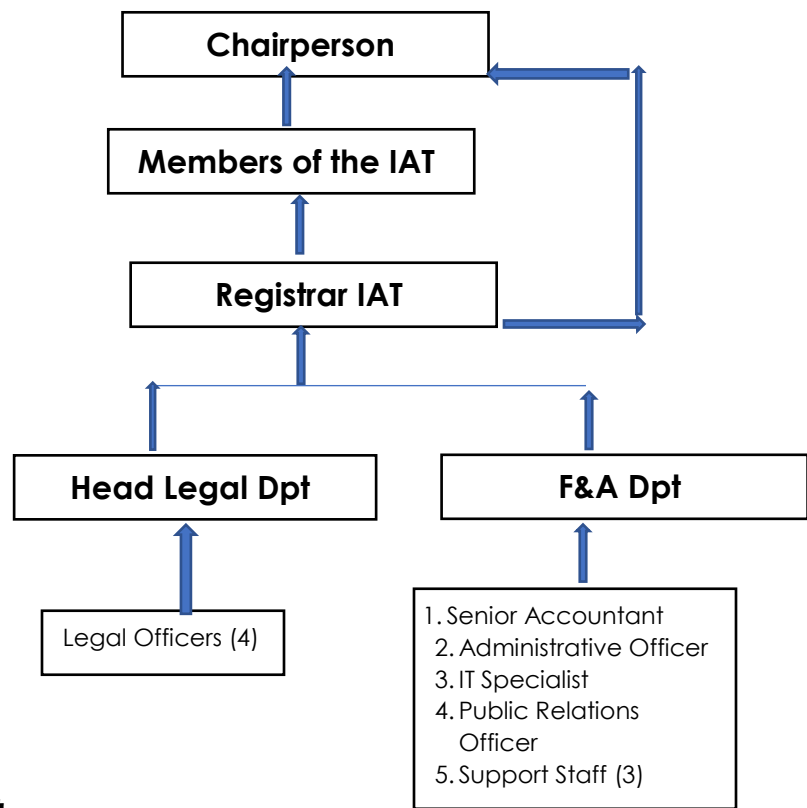 Chairperson
Members of the IAT
Registrar IAT
Head Legal Dpt
F&A Dpt
Legal Officers (4)
1. Senior Accountant
2. Administrative Officer
3. IT Specialist
4. Public Relations
Officer
5. Support Staff (3)